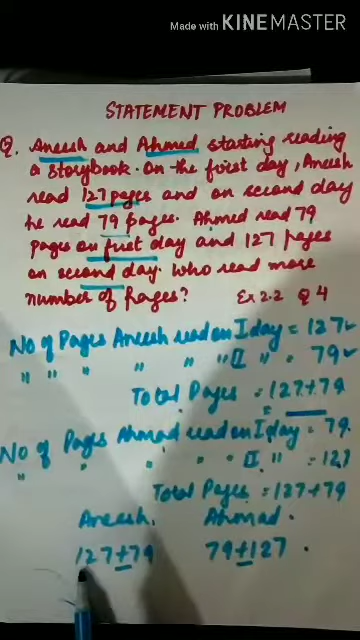 Made with KINEMASTER
STATEMENT PROBLEM
Q. Aneesh and Ahmed starting reading
a storybook. On the first day, Aneesh
read 127 pages and on second day
he read 79 pages. Ahmed read 79
pages on first day and 127 pages
on second day. Who read more
number of pages? Ex 2.2 Q 4
No of Pages Aneesh read on I day = 127
" " " " " " II " = 79
Total Pages = 127+79
=
No of Pages Ahmad read on I day = 79
" " " " II " = 127
Total Pages = 127+79
Aneesh Ahmad.
127+79 79+127 .